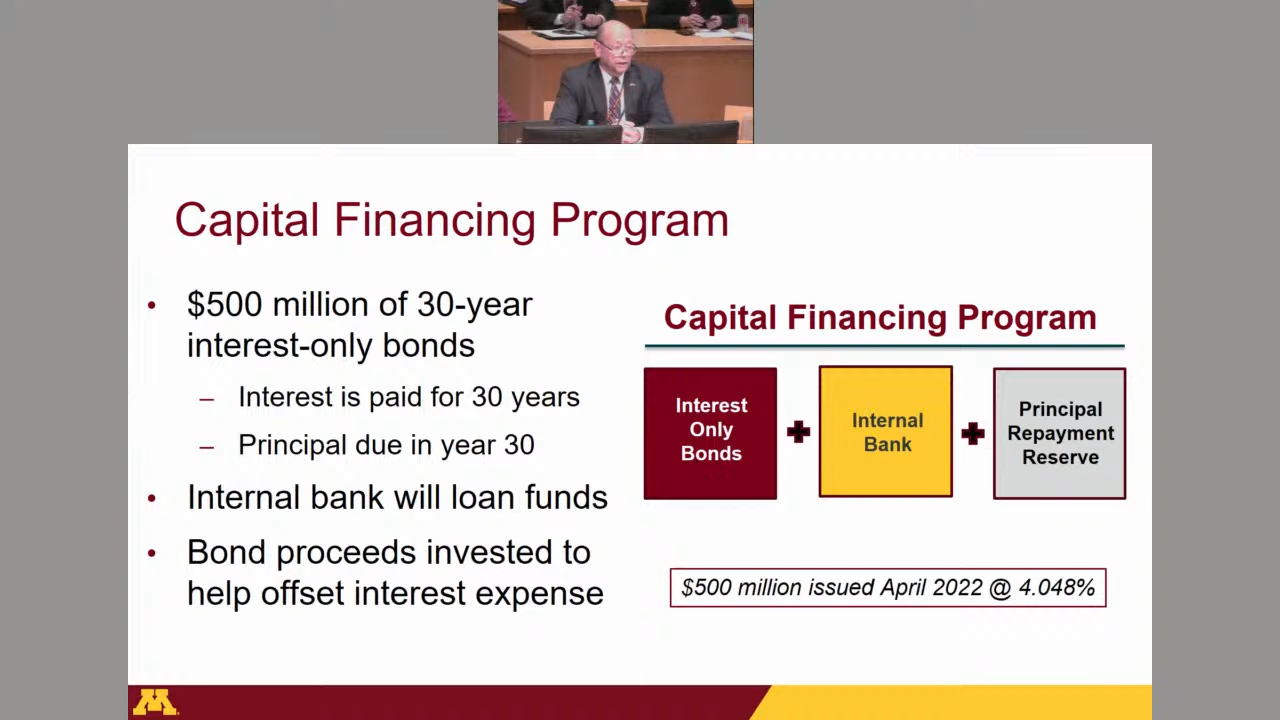 Capital Financing Program
• $500 million of 30-year
interest-only bonds
– Interest is paid for 30 years
– Principal due in year 30
• Internal bank will loan funds
• Bond proceeds invested to
help offset interest expense
Capital Financing Program
Interest
Only
Bonds
Internal
Bank
Principal
Repayment
Reserve
$500 million issued April 2022 @ 4.048%
M